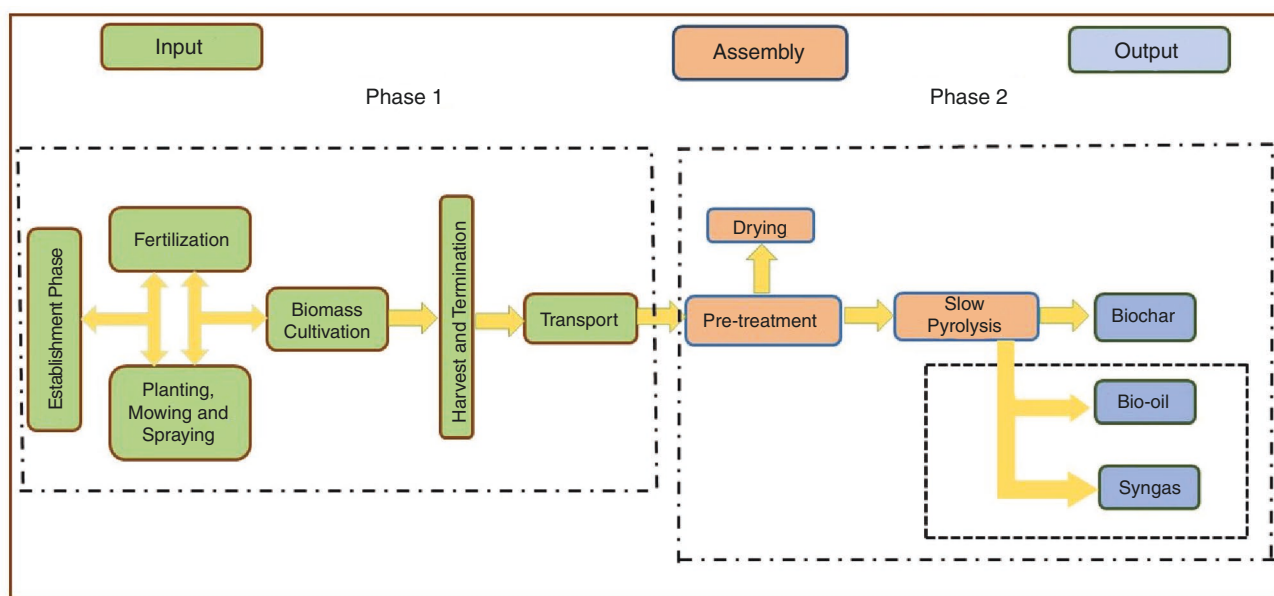 Input
Assembly
Output
Phase 1
Phase 2
Establishment Phase
Fertilization
Planting,
Mowing and
Spraying
Biomass
Cultivation
Harvest and Termination
Transport
Drying
Pre-treatment
Slow
Pyrolysis
Biochar
Bio-oil
Syngas